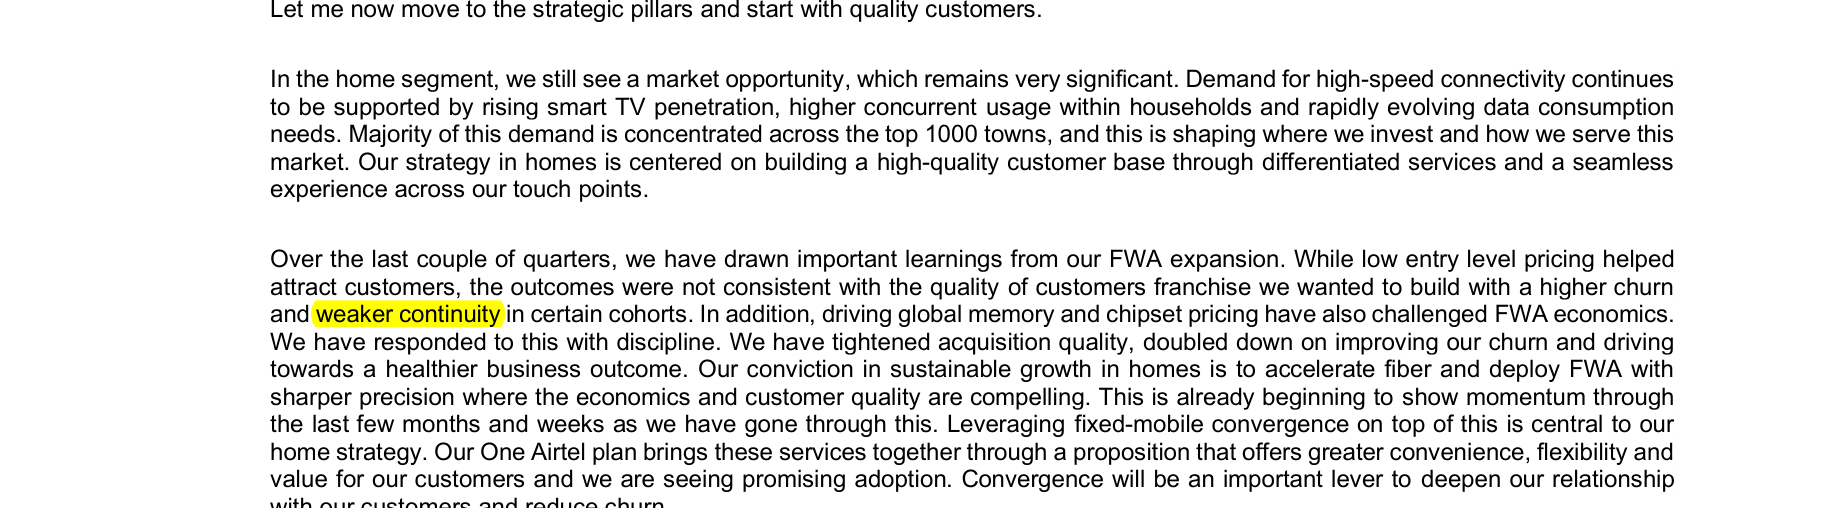 Let me now move to the strategic pillars and start with quality customers.
In the home segment, we still see a market opportunity, which remains very significant. Demand for high-speed connectivity continues
to be supported by rising smart TV penetration, higher concurrent usage within households and rapidly evolving data consumption
needs. Majority of this demand is concentrated across the top 1000 towns, and this is shaping where we invest and how we serve this
market. Our strategy in homes is centered on building a high-quality customer base through differentiated services and a seamless
experience across our touch points.
Over the last couple of quarters, we have drawn important learnings from our FWA expansion. While low entry level pricing helped
attract customers, the outcomes were not consistent with the quality of customers franchise we wanted to build with a higher churn
and weaker continuity in certain cohorts. In addition, driving global memory and chipset pricing have also challenged FWA economics.
We have responded to this with discipline. We have tightened acquisition quality, doubled down on improving our churn and driving
towards a healthier business outcome. Our conviction in sustainable growth in homes is to accelerate fiber and deploy FWA with
sharper precision where the economics and customer quality are compelling. This is already beginning to show momentum through
the last few months and weeks as we have gone through this. Leveraging fixed-mobile convergence on top of this is central to our
home strategy. Our One Airtel plan brings these services together through a proposition that offers greater convenience, flexibility and
value for our customers and we are seeing promising adoption. Convergence will be an important lever to deepen our relationship
with our customers and reduce churn.